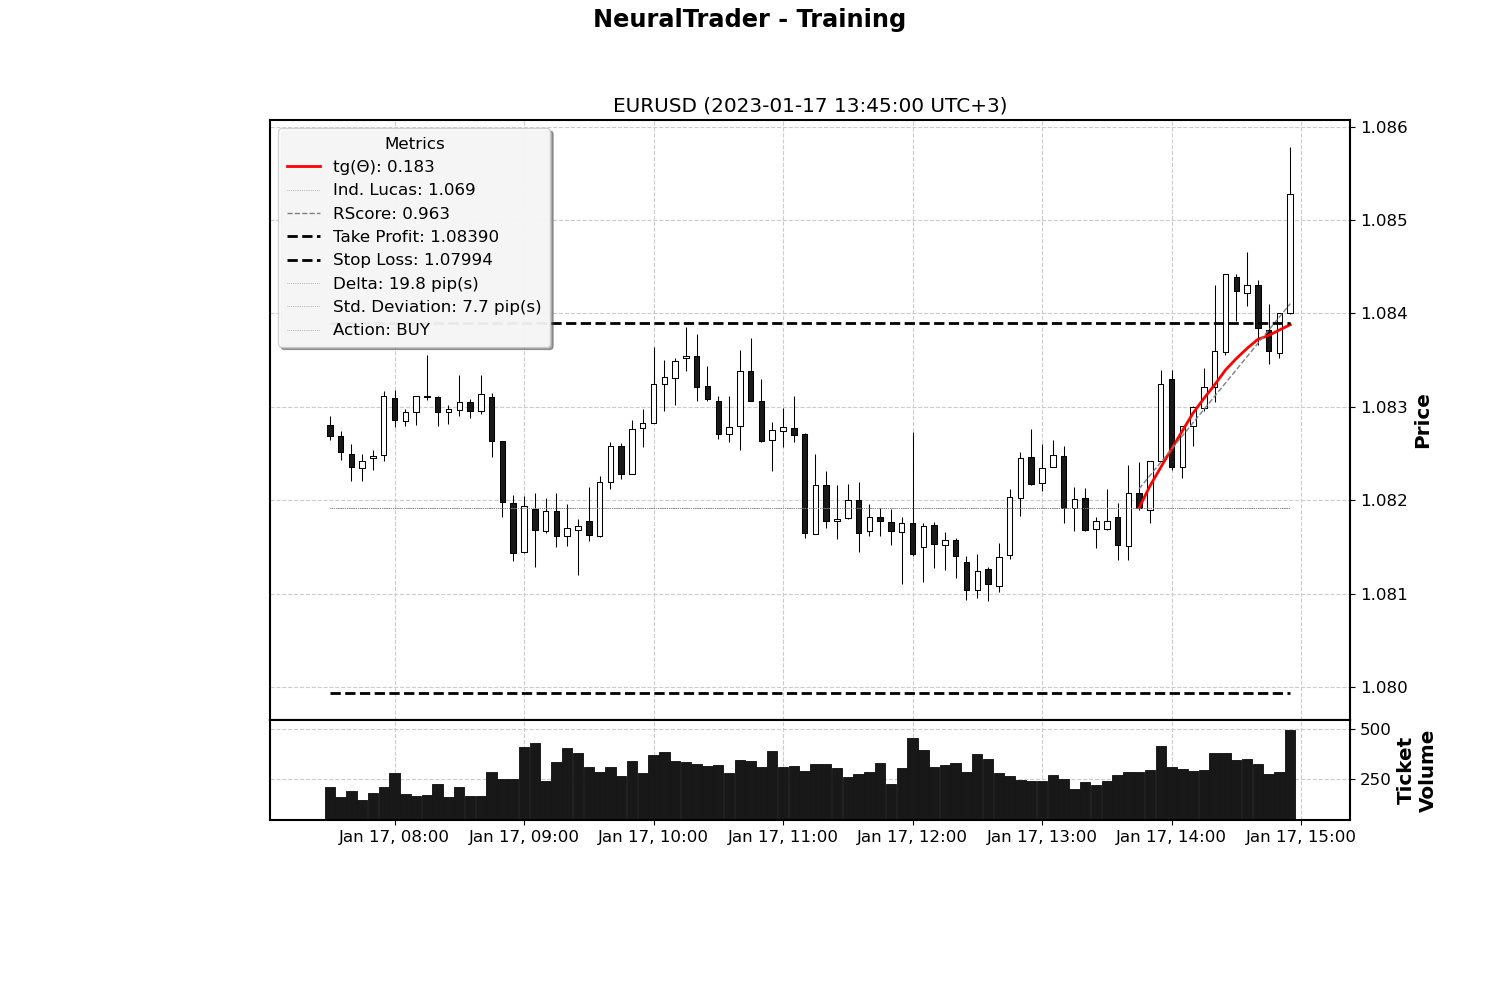 NeuralTrader - Training
EURUSD (2023-01-17 13:45:00 UTC+3)
Metrics
tg(Θ): 0.183
Ind. Lucas: 1.069
RScore: 0.963
Take Profit: 1.08390
Stop Loss: 1.07994
Delta: 19.8 pip(s)
Std. Deviation: 7.7 pip(s)
Action: BUY
1.086
1.085
1.084
1.083
1.082
1.081
1.080
Price
500
250
Ticket
Volume
Jan 17, 08:00
Jan 17, 09:00
Jan 17, 10:00
Jan 17, 11:00
Jan 17, 12:00
Jan 17, 13:00
Jan 17, 14:00
Jan 17, 15:00